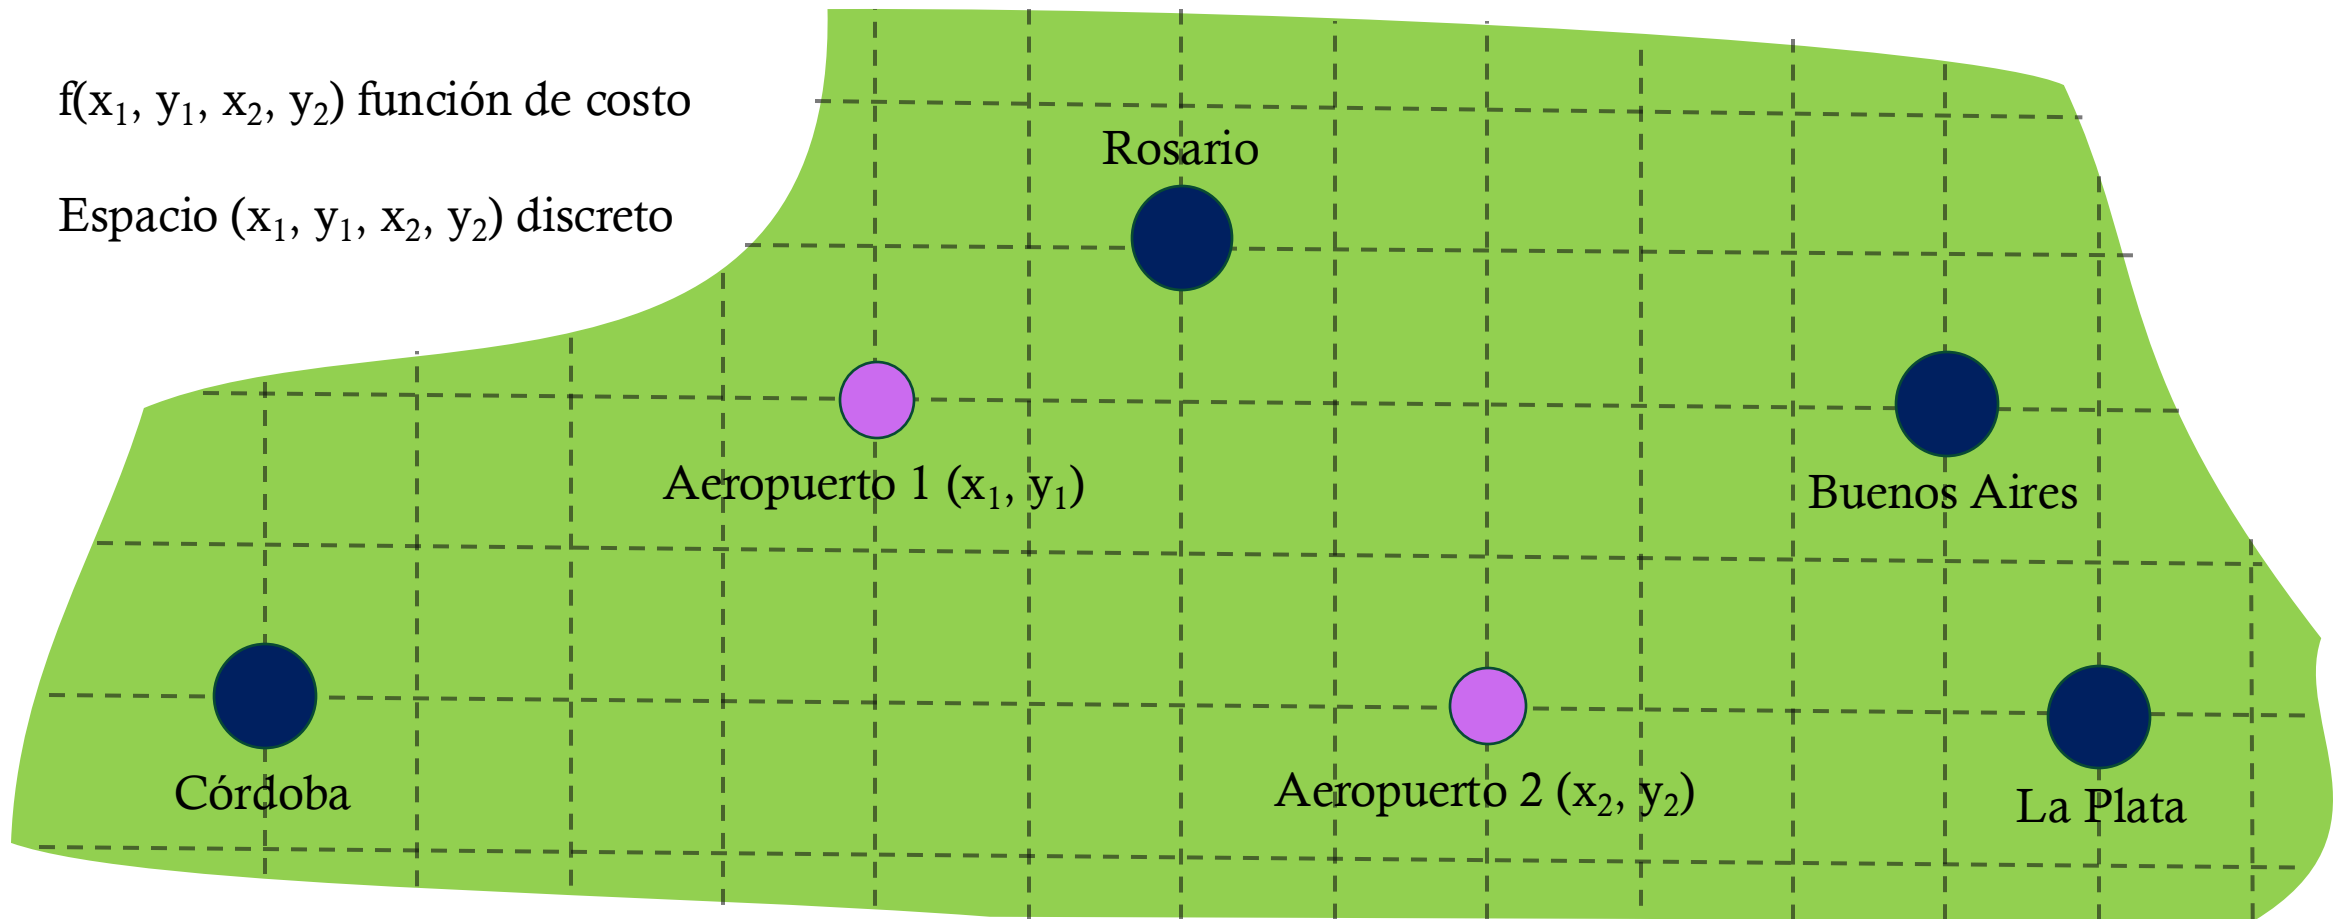 f(x₁, y₁, x₂, y₂) función de costo
Espacio (x₁, y₁, x₂, y₂) discreto
Rosario
Aeropuerto 1 (x₁, y₁)
Buenos Aires
Córdoba
Aeropuerto 2 (x₂, y₂)
La Plata